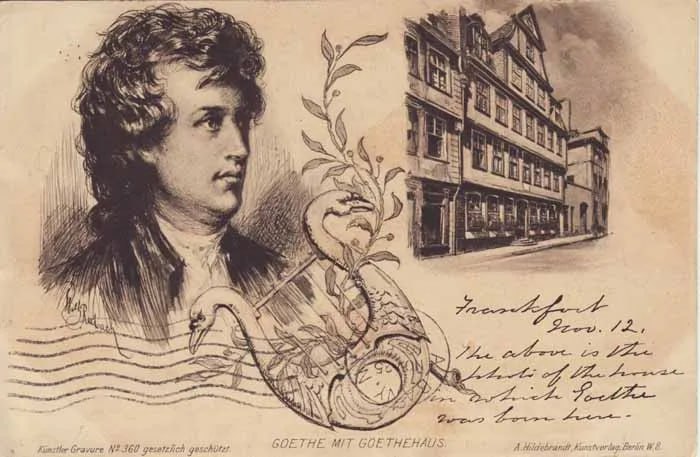 Frankfort
Nov. 12.
The above is the
photo of the house
in which Goethe
was born here.
GOETHE MIT GOETHEHAUS.
Künstler Gravure Nº 360 gesetzlich geschützt.
A. Hildebrandt, Kunstverlag, Berlin W. 8.